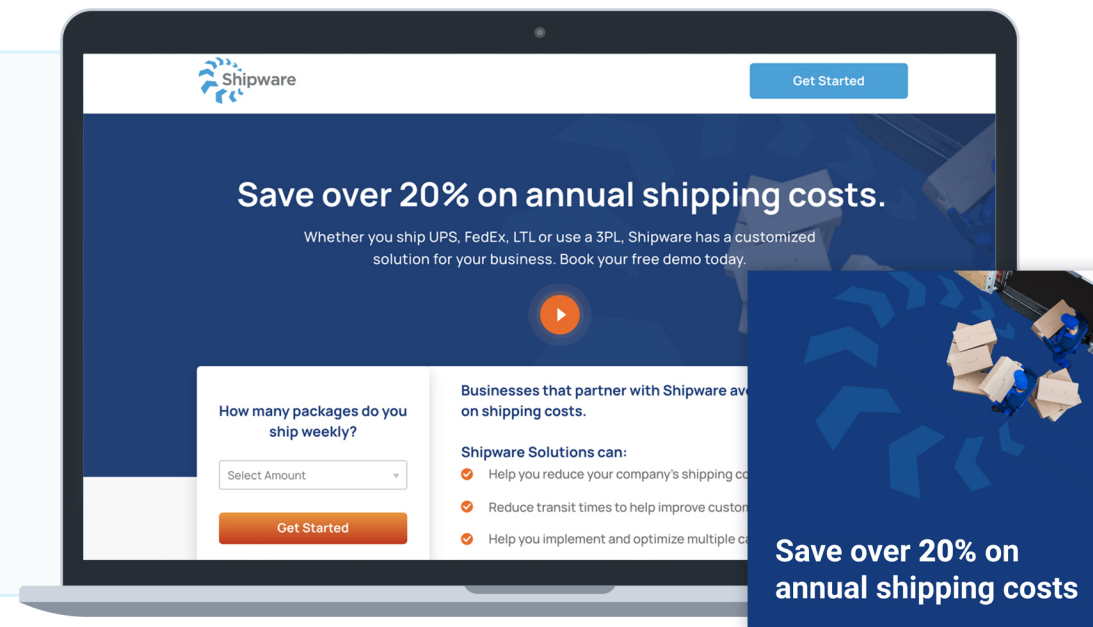 Shipware
Get Started
Save over 20% on annual shipping costs.
Whether you ship UPS, FedEx, LTL or use a 3PL, Shipware has a customized
solution for your business. Book your free demo today.
How many packages do you
ship weekly?
Select Amount
Get Started
Businesses that partner with Shipware
on shipping costs.
Shipware Solutions can:
Help you reduce your company's shipping
Reduce transit times to help improve
Help you implement and optimize multiple
Save over 20% on
annual shipping costs